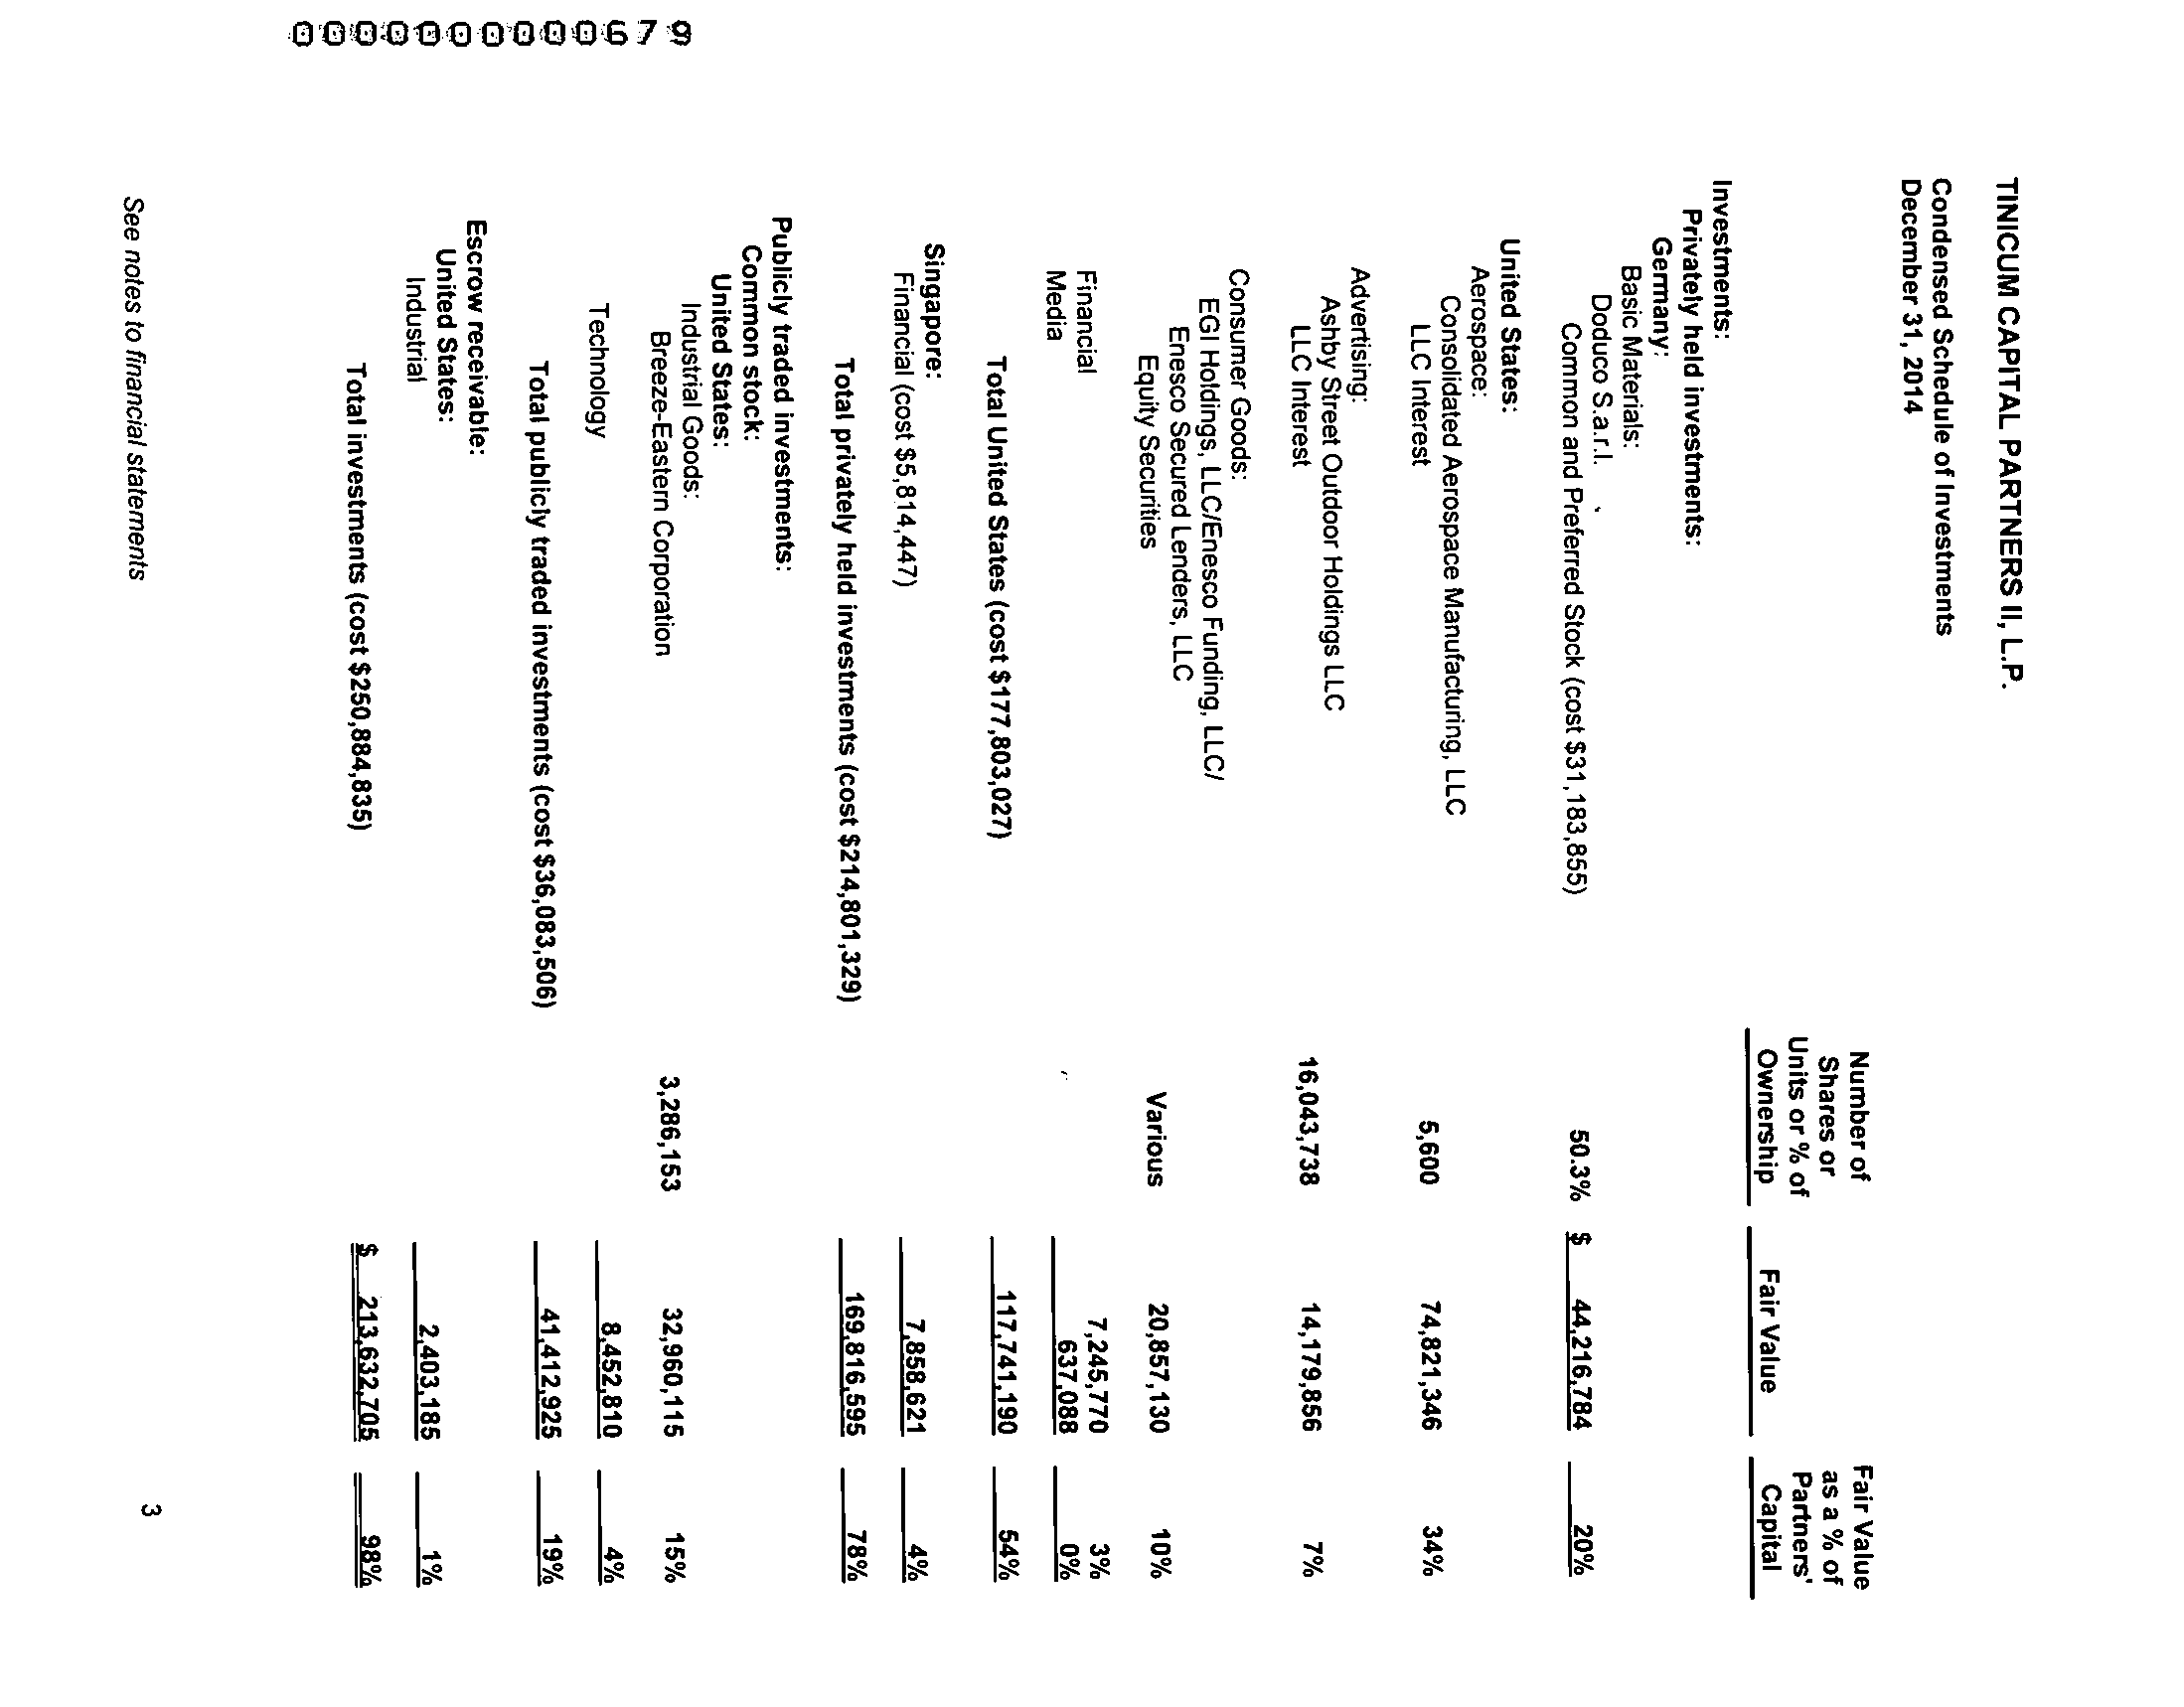 TINICUM CAPITAL PARTNERS II, L.P.
Condensed Schedule of Investments
December 31, 2014
Number of Shares or Units or % of Ownership Fair Value Fair Value as a % of Partners' Capital
Investments:
Privately held investments:
Germany:
Basic Materials:
Doduco S.a.r.l.
Common and Preferred Stock (cost $31,183,855) 50.3% $ 44,216,784 20%
United States:
Aerospace:
Consolidated Aerospace Manufacturing, LLC
LLC Interest 5,600 74,821,346 34%
Advertising:
Ashby Street Outdoor Holdings LLC
LLC Interest 16,043,738 14,179,856 7%
Consumer Goods:
EGI Holdings, LLC/Enesco Funding, LLC/
Enesco Secured Lenders, LLC
Equity Securities Various 20,857,130 10%
Financial 7,245,770 3%
Media 637,088 0%
Total United States (cost $177,803,027) 117,741,190 54%
Singapore:
Financial (cost $5,814,447) 7,858,621 4%
Total privately held investments (cost $214,801,329) 169,816,595 78%
Publicly traded investments:
Common stock:
United States:
Industrial Goods:
Breeze-Eastern Corporation 3,286,153 32,960,115 15%
Technology 8,452,810 4%
Total publicly traded investments (cost $36,083,506) 41,412,925 19%
Escrow receivable:
United States:
Industrial 2,403,185 1%
Total investments (cost $250,884,835) $ 213,632,705 98%
See notes to financial statements
3
0000000000679